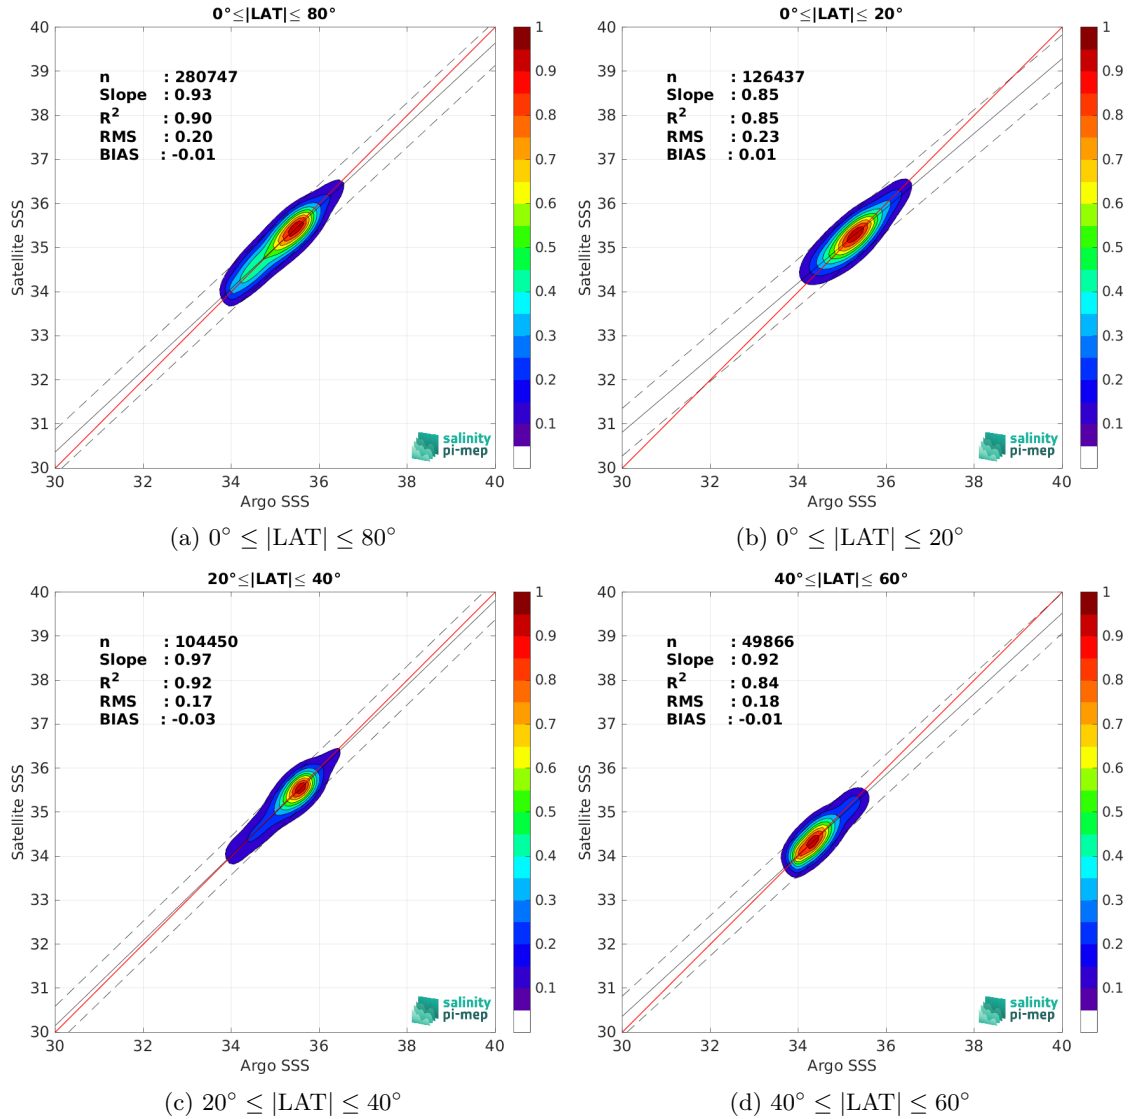 0°≤|LAT|≤ 80°
40
39
38
37
36
35
34
33
32
31
30
Satellite SSS
n : 280747
Slope : 0.93
R² : 0.90
RMS : 0.20
BIAS : -0.01
salinity
pi-mep
30 32 34 36 38 40
Argo SSS
1
0.9
0.8
0.7
0.6
0.5
0.4
0.3
0.2
0.1
(a) 0° ≤ |LAT| ≤ 80°
0°≤|LAT|≤ 20°
40
39
38
37
36
35
34
33
32
31
30
Satellite SSS
n : 126437
Slope : 0.85
R² : 0.85
RMS : 0.23
BIAS : 0.01
salinity
pi-mep
30 32 34 36 38 40
Argo SSS
1
0.9
0.8
0.7
0.6
0.5
0.4
0.3
0.2
0.1
(b) 0° ≤ |LAT| ≤ 20°
20°≤|LAT|≤ 40°
40
39
38
37
36
35
34
33
32
31
30
Satellite SSS
n : 104450
Slope : 0.97
R² : 0.92
RMS : 0.17
BIAS : -0.03
salinity
pi-mep
30 32 34 36 38 40
Argo SSS
1
0.9
0.8
0.7
0.6
0.5
0.4
0.3
0.2
0.1
(c) 20° ≤ |LAT| ≤ 40°
40°≤|LAT|≤ 60°
40
39
38
37
36
35
34
33
32
31
30
Satellite SSS
n : 49866
Slope : 0.92
R² : 0.84
RMS : 0.18
BIAS : -0.01
salinity
pi-mep
30 32 34 36 38 40
Argo SSS
1
0.9
0.8
0.7
0.6
0.5
0.4
0.3
0.2
0.1
(d) 40° ≤ |LAT| ≤ 60°